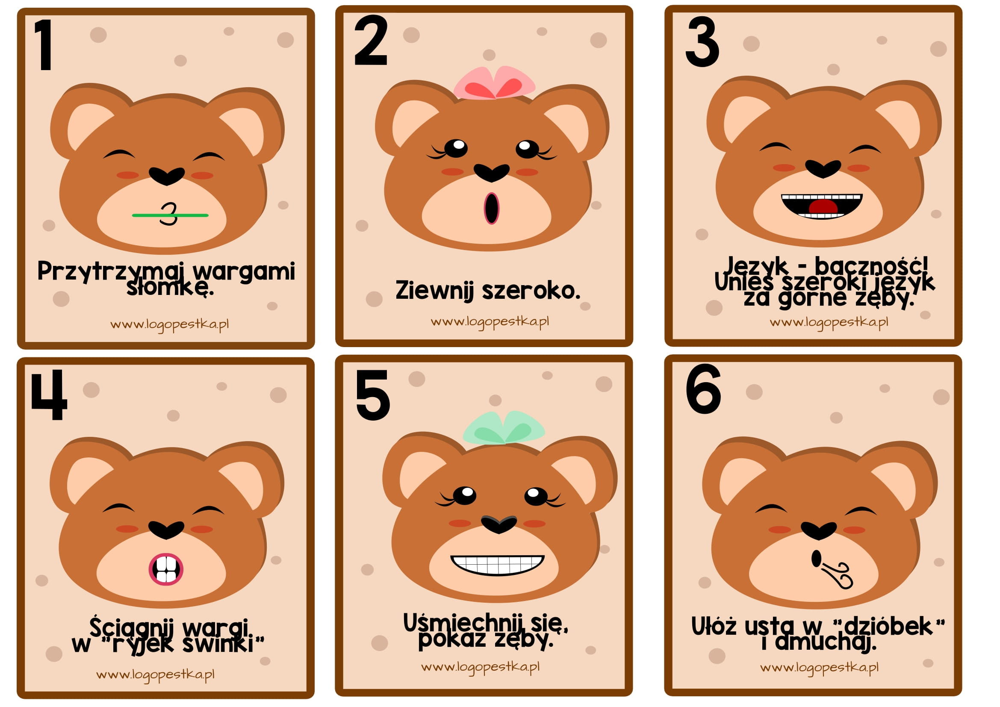 1
Przytrzymaj wargami
słomkę.
www.logopestka.pl
2
Ziewnij szeroko.
www.logopestka.pl
3
Język - baczność!
Unieś szeroki język
za górne zęby.
www.logopestka.pl
4
Ściągnij wargi
w "ryjek świnki"
www.logopestka.pl
5
Uśmiechnij się,
pokaż zęby.
www.logopestka.pl
6
Ułóż usta w "dzióbek"
i dmuchaj.
www.logopestka.pl